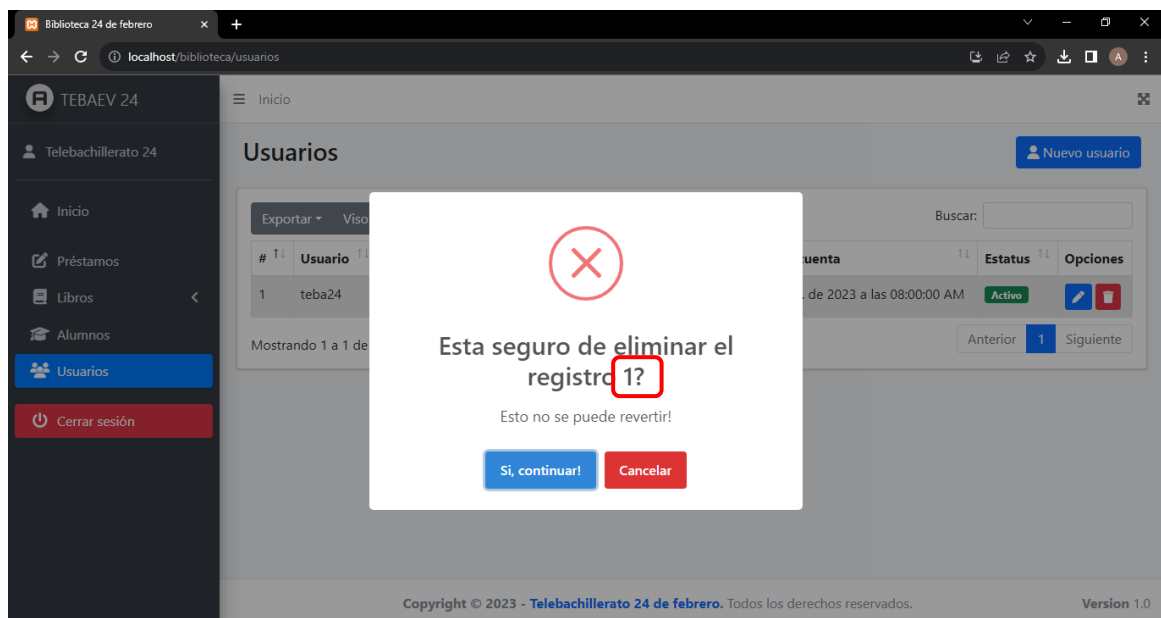 Biblioteca 24 de febrero
localhost/biblioteca/usuarios
A
TEBAEV 24
Inicio
Telebachillerato 24
Usuarios
Nuevo usuario
Inicio
Préstamos
Libros
Alumnos
Usuarios
Cerrar sesión
Exportar
Buscar:
# Usuario Estatus Opciones
1 teba24 de 2023 a las 08:00:00 AM Activo
Mostrando 1 a 1 de
Anterior 1 Siguiente
Esta seguro de eliminar el
registro 1?
Esto no se puede revertir!
Si, continuar! Cancelar
Copyright © 2023 - Telebachillerato 24 de febrero. Todos los derechos reservados.
Version 1.0